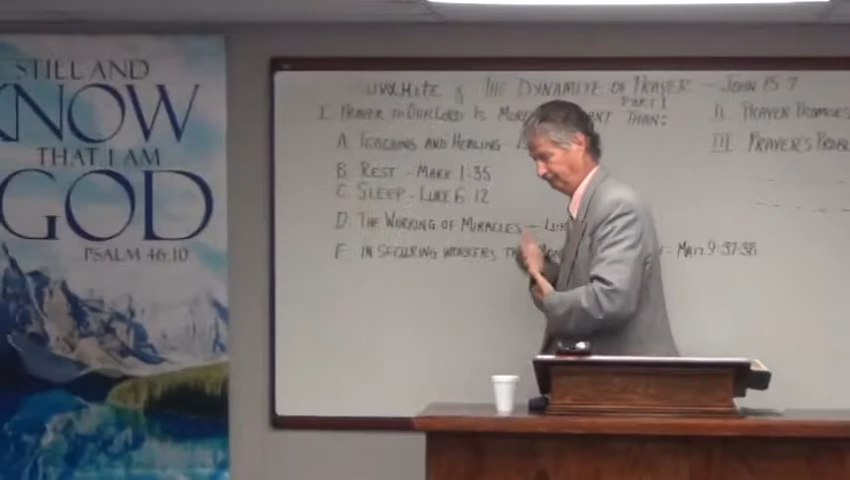 STILL AND
KNOW
THAT I AM
GOD
PSALM 46:10
& THE DYNAMITE OF PRAYER - JOHN 15:7
PART I
I. PRAYER TO OUR LORD IS MORE THAN:
A. TEACHING AND HEALING -
B REST - MARK 1:35
C SLEEP - LUKE 6:12
D THE WORKING OF MIRACLES -
IN SECURING WORKERS - MATT 9:37-38
II PRAYER PROMISES
III PRAYER'S